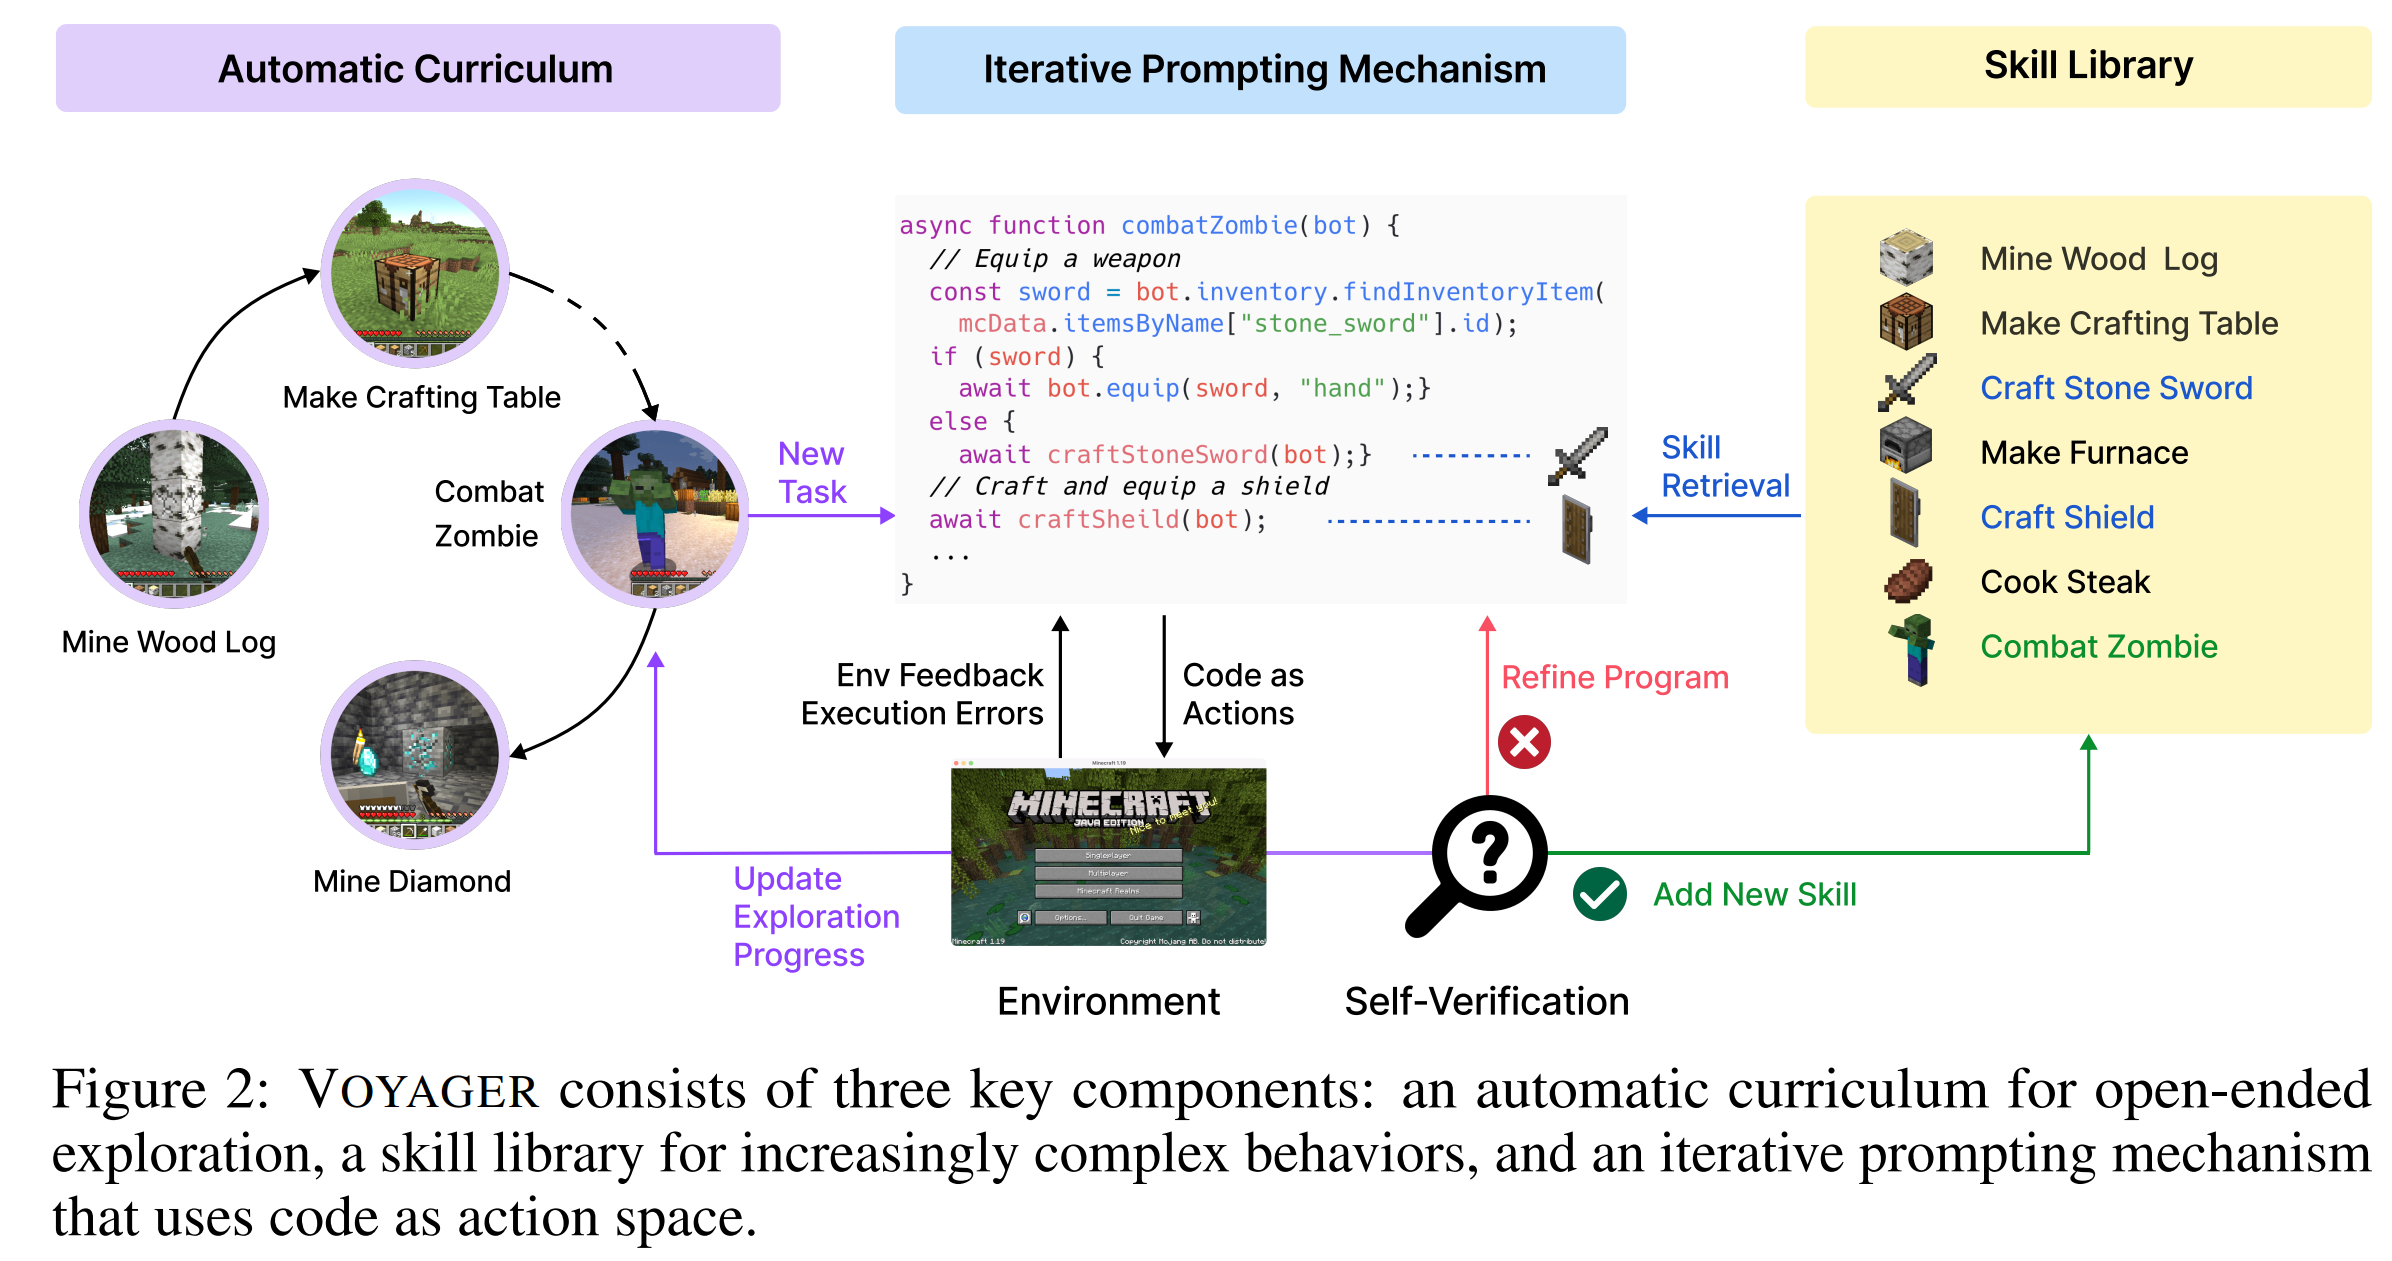 Automatic Curriculum
Iterative Prompting Mechanism
Skill Library
Make Crafting Table
Mine Wood Log
Combat
Zombie
Mine Diamond
New
Task
async function combatZombie(bot) {
// Equip a weapon
const sword = bot.inventory.findInventoryItem(
mcData.itemsByName["stone_sword"].id);
if (sword) {
await bot.equip(sword, "hand");}
else {
await craftStoneSword(bot);}
// Craft and equip a shield
await craftSheild(bot);
...
}
Skill
Retrieval
Mine Wood Log
Make Crafting Table
Craft Stone Sword
Make Furnace
Craft Shield
Cook Steak
Combat Zombie
Env Feedback
Execution Errors
Code as
Actions
Refine Program
Update
Exploration
Progress
Minecraft 1.19
MINECRAFT
JAVA EDITION
Nice to meet you!
Singleplayer
Multiplayer
Minecraft Realms
Options...
Quit Game
Minecraft 1.19
Copyright Mojang AB. Do not distribute!
Add New Skill
Environment
Self-Verification
Figure 2: VOYAGER consists of three key components: an automatic curriculum for open-ended
exploration, a skill library for increasingly complex behaviors, and an iterative prompting mechanism
that uses code as action space.